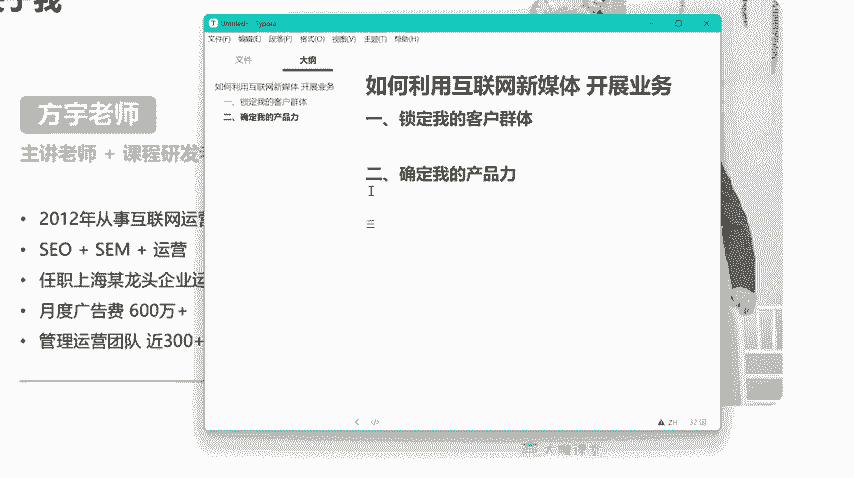 于我
方宇老师
主讲老师 + 课程研发
• 2012年从事互联网运营
• SEO + SEM + 运营
• 任职上海某龙头企业运
• 月度广告费 600万+
• 管理运营团队 近300+
Untitled• - Typora
文件(F) 编辑(E) 段落(P) 格式(O) 视图(V) 主题(T) 帮助(H)
文件 大纲
如何利用互联网新媒体 开展业务
一、锁定我的客户群体
二、确定我的产品力
如何利用互联网新媒体 开展业务
一、锁定我的客户群体
二、确定我的产品力
三
ZH 32 词